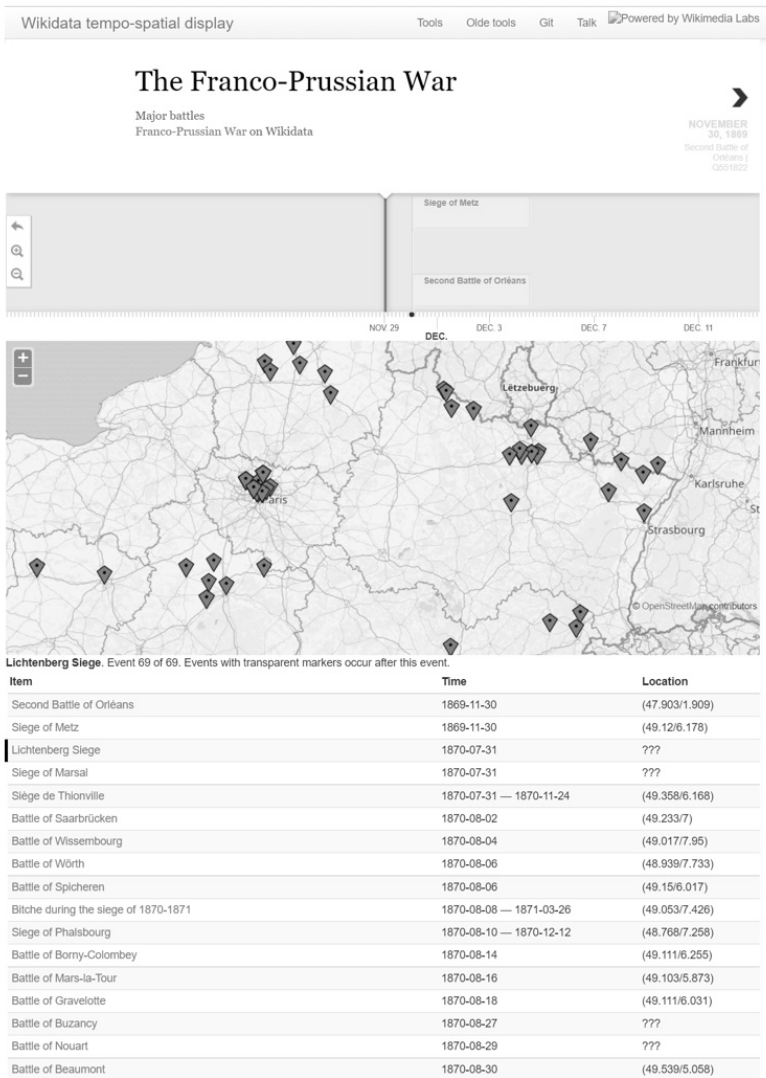 Wikidata tempo-spatial display Tools Olde tools Git Talk Powered by Wikimedia Labs
The Franco-Prussian War
Major battles
Franco-Prussian War on Wikidata
NOVEMBER
30, 1869
Second Battle of
Orléans |
Q551822
Siege of Metz
Second Battle of Orléans
NOV. 29 DEC. 3 DEC. 7 DEC. 11
DEC.
+
−
Lëtzebuerg
Frankfur
Mannheim
Karlsruhe
Paris
St
Strasbourg
© OpenStreetMap contributors
Lichtenberg Siege. Event 69 of 69. Events with transparent markers occur after this event.
Item Time Location
Second Battle of Orléans 1869-11-30 (47.903/1.909)
Siege of Metz 1869-11-30 (49.12/6.178)
Lichtenberg Siege 1870-07-31 ???
Siege of Marsal 1870-07-31 ???
Siège de Thionville 1870-07-31 — 1870-11-24 (49.358/6.168)
Battle of Saarbrücken 1870-08-02 (49.233/7)
Battle of Wissembourg 1870-08-04 (49.017/7.95)
Battle of Wörth 1870-08-06 (48.939/7.733)
Battle of Spicheren 1870-08-06 (49.15/6.017)
Bitche during the siege of 1870-1871 1870-08-08 — 1871-03-26 (49.053/7.426)
Siege of Phalsbourg 1870-08-10 — 1870-12-12 (48.768/7.258)
Battle of Borny-Colombey 1870-08-14 (49.111/6.255)
Battle of Mars-la-Tour 1870-08-16 (49.103/5.873)
Battle of Gravelotte 1870-08-18 (49.111/6.031)
Battle of Buzancy 1870-08-27 ???
Battle of Nouart 1870-08-29 ???
Battle of Beaumont 1870-08-30 (49.539/5.058)